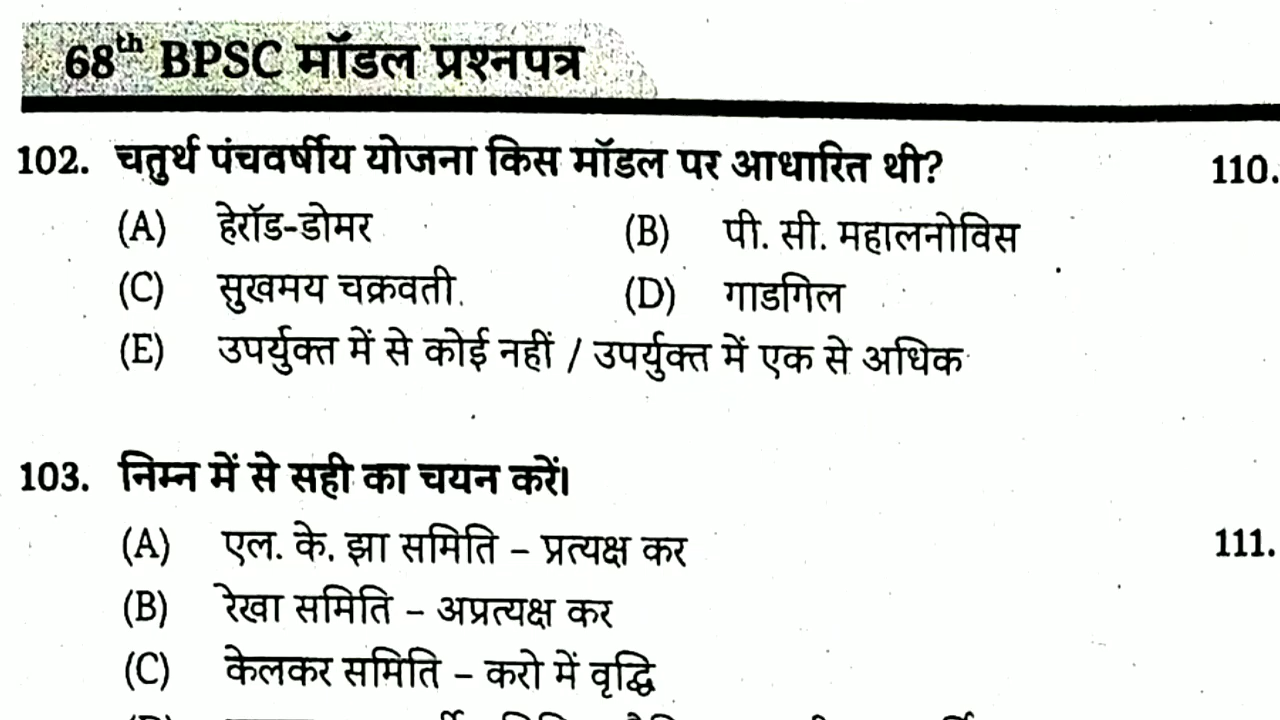 68th BPSC मॉडल प्रश्नपत्र
102. चतुर्थ पंचवर्षीय योजना किस मॉडल पर आधारित थी?
(A) हेरॉड-डोमर (B) पी. सी. महालनोविस
(C) सुखमय चक्रवती. (D) गाडगिल
(E) उपर्युक्त में से कोई नहीं / उपर्युक्त में एक से अधिक
110.
103. निम्न में से सही का चयन करें।
(A) एल. के. झा समिति – प्रत्यक्ष कर
(B) रेखा समिति – अप्रत्यक्ष कर
(C) केलकर समिति – करो में वृद्धि
111.